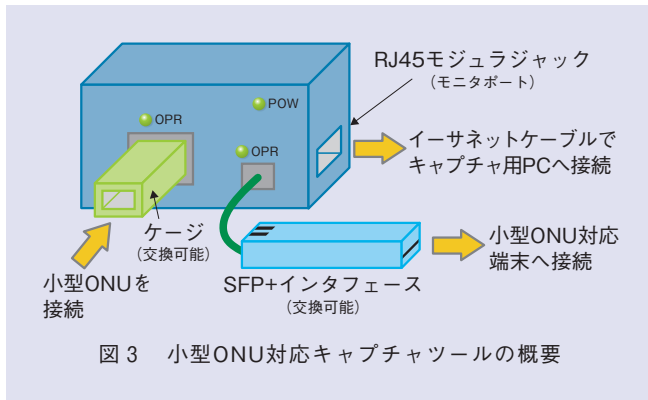 RJ45モジュラジャック
（モニタポート）
POW
OPR
OPR
イーサネットケーブルで
キャプチャ用PCへ接続
ケージ
（交換可能）
小型ONU対応
端末へ接続
小型ONUを
接続
SFP+インタフェース
（交換可能）
図3　小型ONU対応キャプチャツールの概要